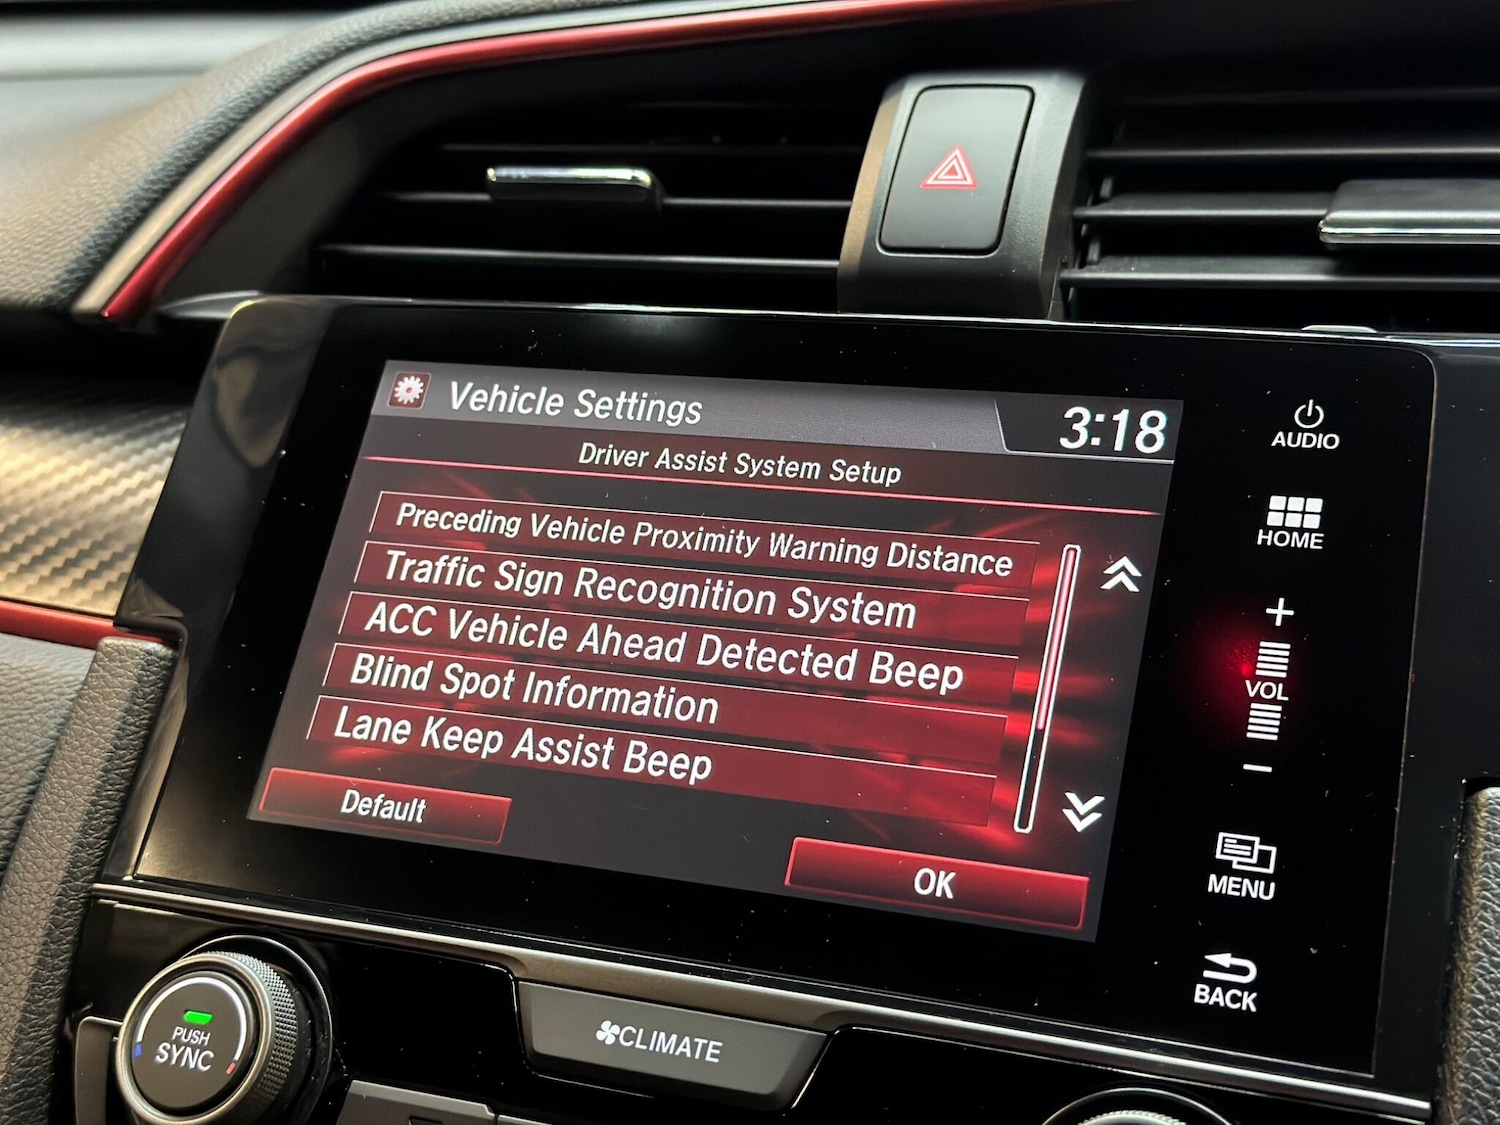 Vehicle Settings
3:18
Driver Assist System Setup
Preceding Vehicle Proximity Warning Distance
Traffic Sign Recognition System
ACC Vehicle Ahead Detected Beep
Blind Spot Information
Lane Keep Assist Beep
Default
OK
AUDIO
HOME
+
VOL
−
MENU
BACK
PUSH
SYNC
CLIMATE